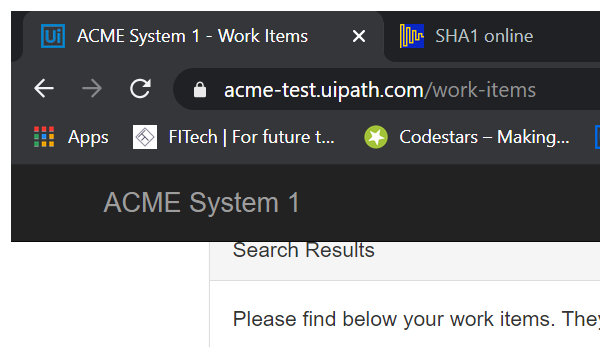 Ui ACME System 1 - Work Items SHA1 online
acme-test.uipath.com/work-items
Apps FITech | For future t... Codestars – Making...
ACME System 1
Search Results
Please find below your work items. They